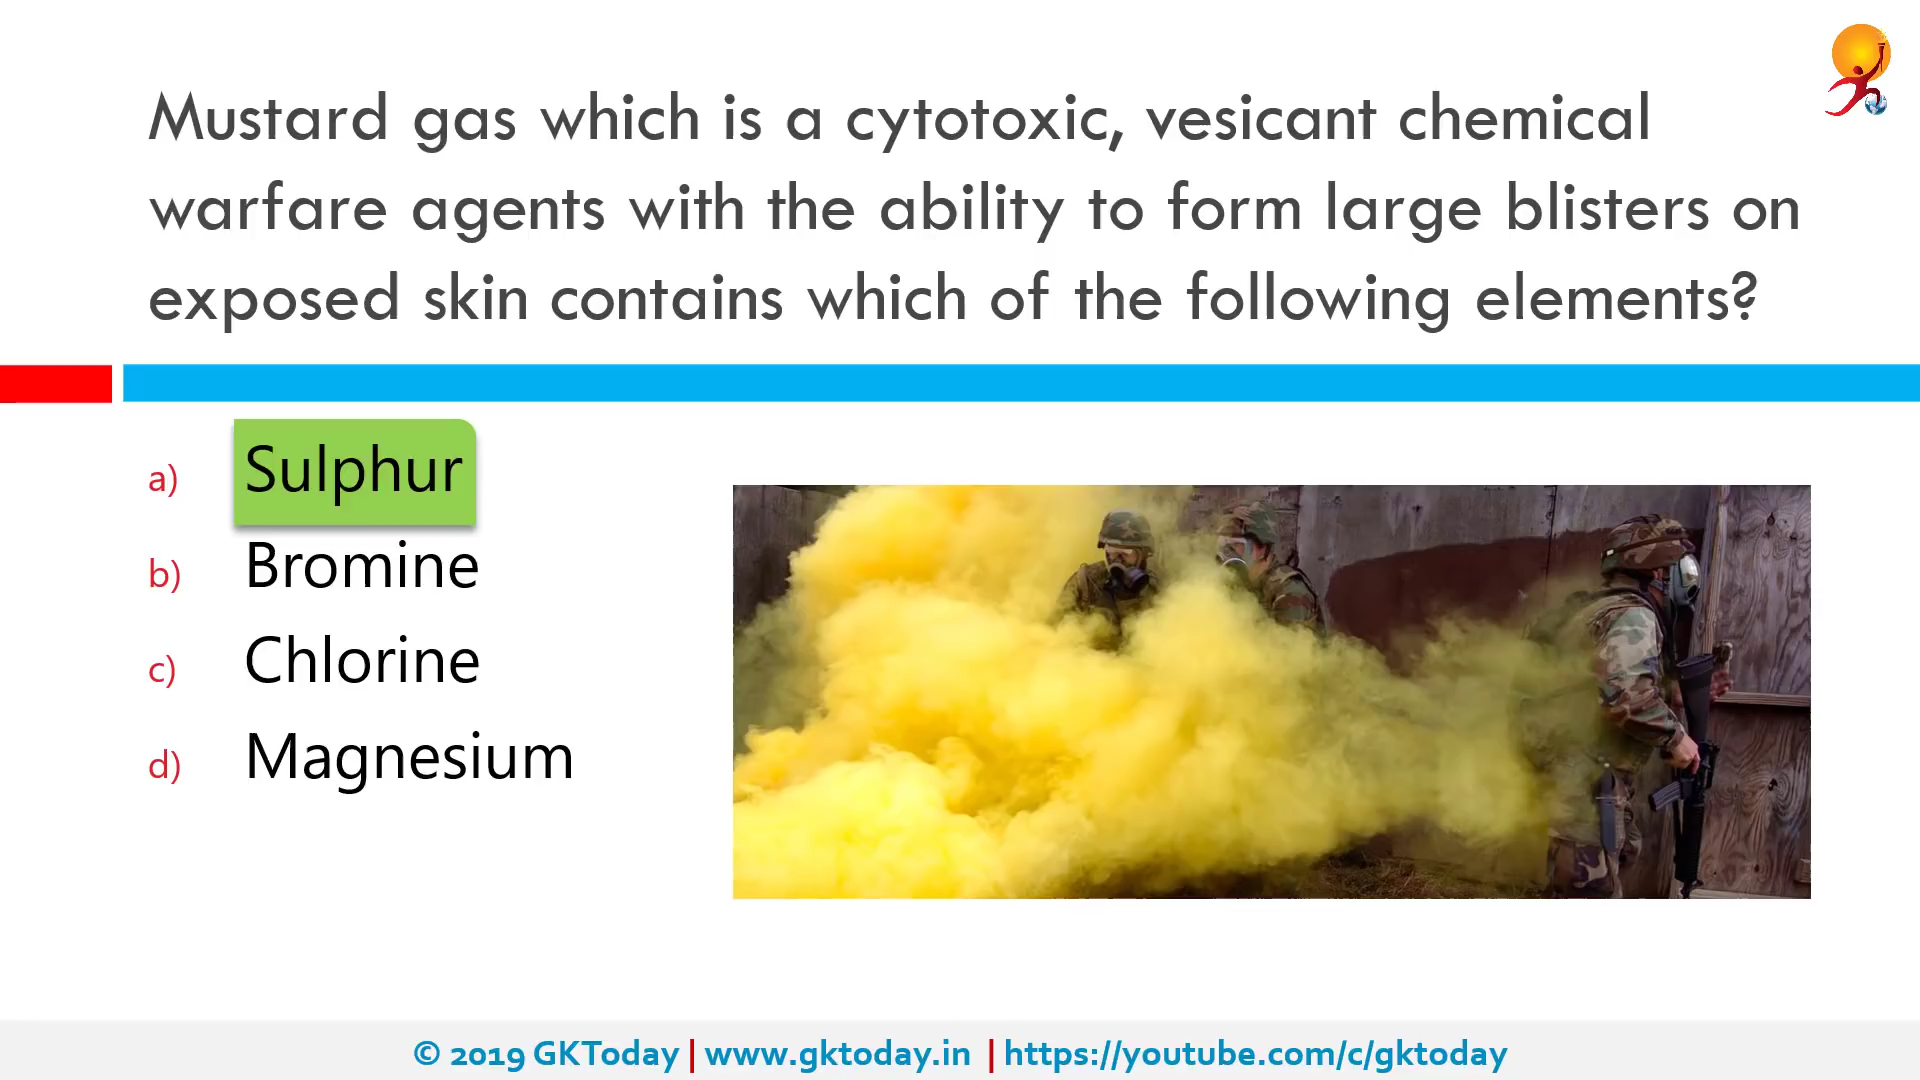 Mustard gas which is a cytotoxic, vesicant chemical
warfare agents with the ability to form large blisters on
exposed skin contains which of the following elements?
a) Sulphur
b) Bromine
c) Chlorine
d) Magnesium
© 2019 GKToday | www.gktoday.in | https://youtube.com/c/gktoday